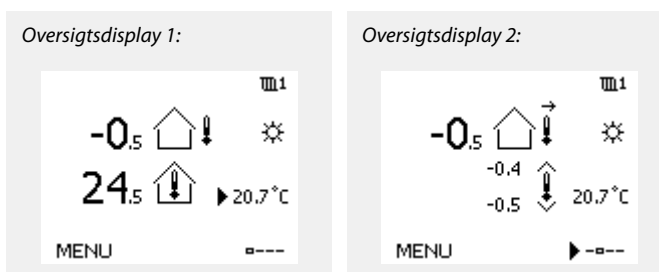 Oversigtsdisplay 1:
1
-0.5
24.5
20.7°C
MENU
Oversigtsdisplay 2:
1
-0.5
-0.4
-0.5
20.7°C
MENU